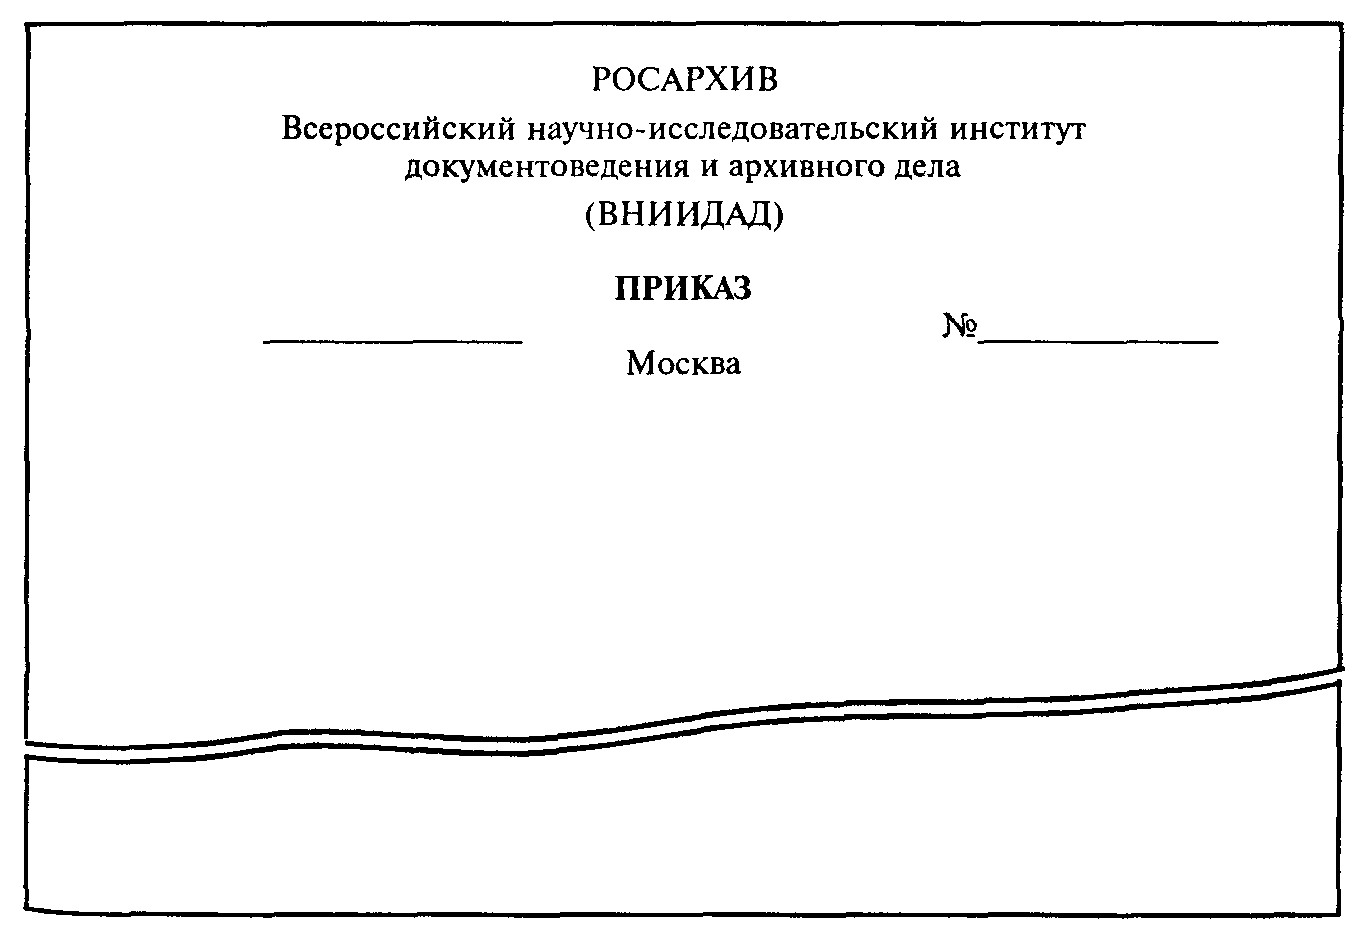 РОСАРХИВ
Всероссийский научно-исследовательский институт
документоведения и архивного дела
(ВНИИДАД)
ПРИКАЗ
№
Москва